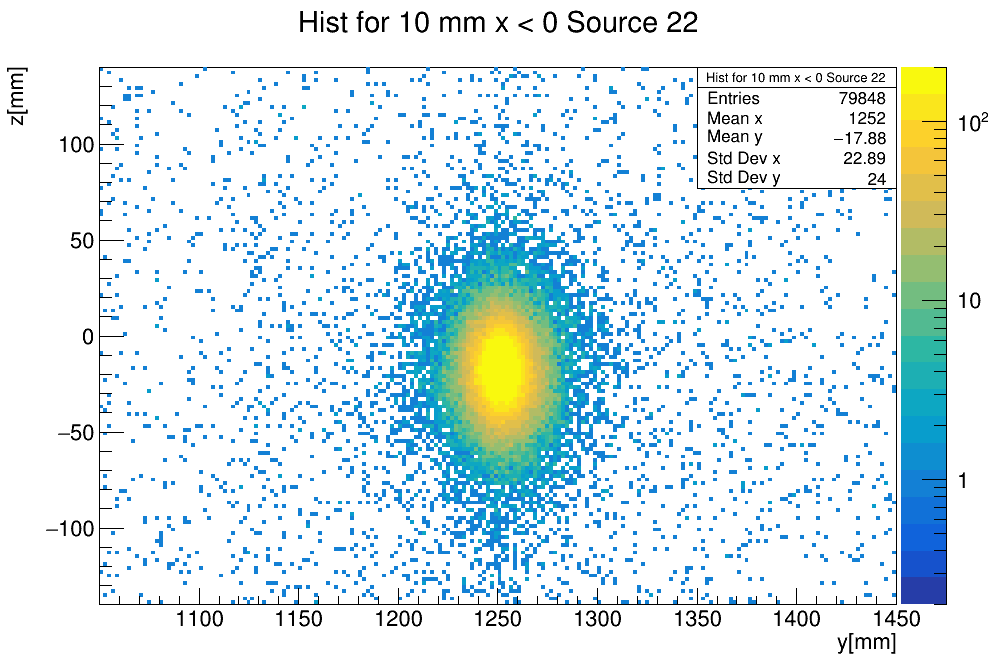 Hist for 10 mm x < 0 Source 22
z[mm]
Hist for 10 mm x < 0 Source 22
Entries 79848
Mean x 1252
Mean y −17.88
Std Dev x 22.89
Std Dev y 24
100
50
0
−50
−100
10²
10
1
1100 1150 1200 1250 1300 1350 1400 1450
y[mm]